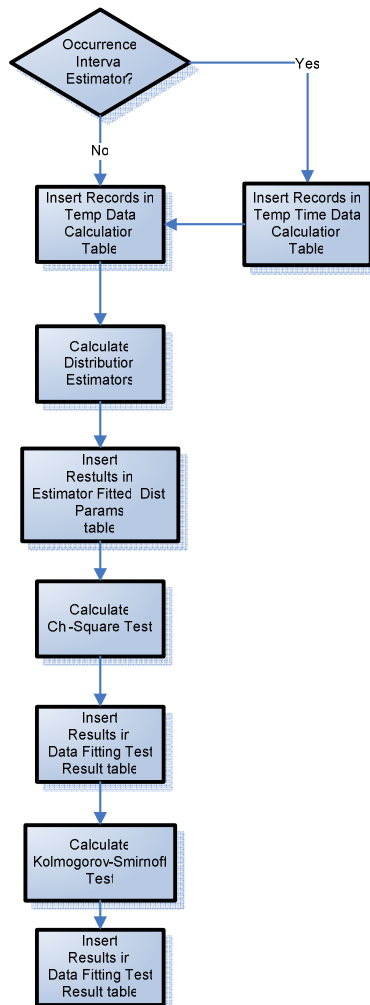 Occurrence
Interva
Estimator?
Yes
No
Insert Records in
Temp Data
Calculation
Table
Insert Records in
Temp Time Data
Calculation
Table
Calculate
Distribution
Estimators
Insert
Restults in
Estimator Fitted Dist
Params
table
Calculate
Chi-Square Test
Insert
Results in
Data Fitting Test
Result table
Calculate
Kolmogorov-Smirnoff
Test
Insert
Results in
Data Fitting Test
Result table